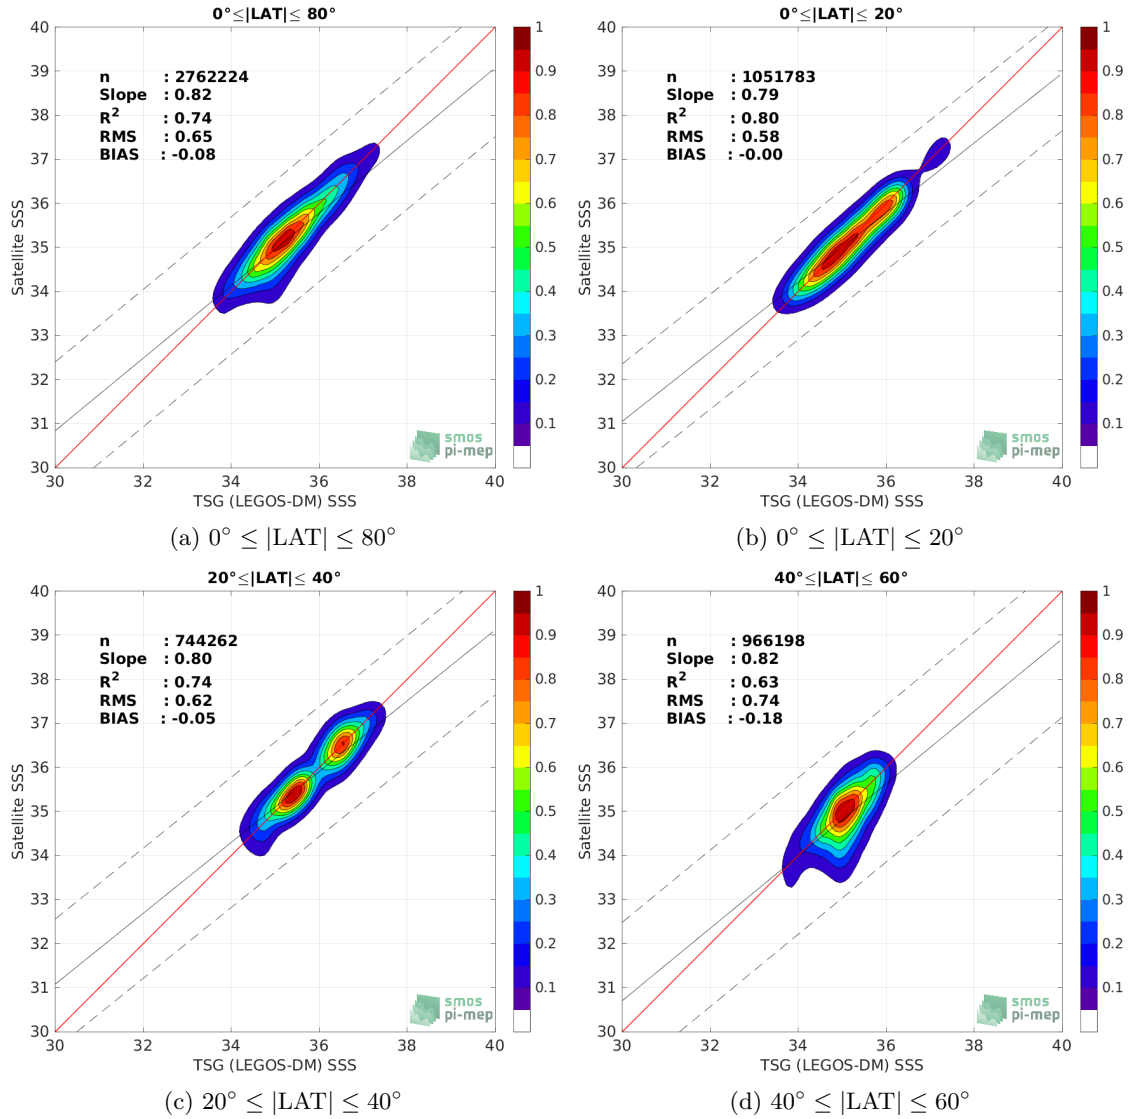 0°≤|LAT|≤ 80°
40
39
38
37
36
35
34
33
32
31
30
Satellite SSS
n : 2762224
Slope : 0.82
R² : 0.74
RMS : 0.65
BIAS : -0.08
smos
pi-mep
30 32 34 36 38 40
TSG (LEGOS-DM) SSS
1
0.9
0.8
0.7
0.6
0.5
0.4
0.3
0.2
0.1
(a) 0° ≤ |LAT| ≤ 80°
0°≤|LAT|≤ 20°
40
39
38
37
36
35
34
33
32
31
30
Satellite SSS
n : 1051783
Slope : 0.79
R² : 0.80
RMS : 0.58
BIAS : -0.00
smos
pi-mep
30 32 34 36 38 40
TSG (LEGOS-DM) SSS
1
0.9
0.8
0.7
0.6
0.5
0.4
0.3
0.2
0.1
(b) 0° ≤ |LAT| ≤ 20°
20°≤|LAT|≤ 40°
40
39
38
37
36
35
34
33
32
31
30
Satellite SSS
n : 744262
Slope : 0.80
R² : 0.74
RMS : 0.62
BIAS : -0.05
smos
pi-mep
30 32 34 36 38 40
TSG (LEGOS-DM) SSS
1
0.9
0.8
0.7
0.6
0.5
0.4
0.3
0.2
0.1
(c) 20° ≤ |LAT| ≤ 40°
40°≤|LAT|≤ 60°
40
39
38
37
36
35
34
33
32
31
30
Satellite SSS
n : 966198
Slope : 0.82
R² : 0.63
RMS : 0.74
BIAS : -0.18
smos
pi-mep
30 32 34 36 38 40
TSG (LEGOS-DM) SSS
1
0.9
0.8
0.7
0.6
0.5
0.4
0.3
0.2
0.1
(d) 40° ≤ |LAT| ≤ 60°